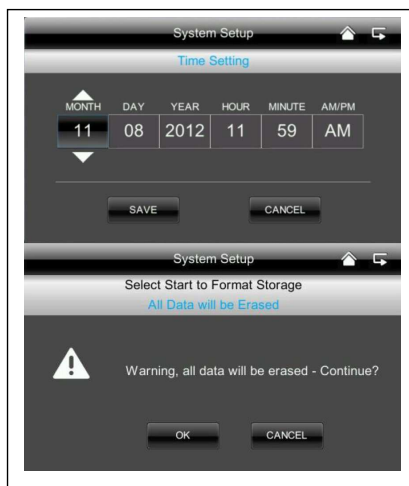 System Setup
Time Setting
MONTH DAY YEAR HOUR MINUTE AM/PM
11 08 2012 11 59 AM
SAVE CANCEL
System Setup
Select Start to Format Storage
All Data will be Erased
Warning, all data will be erased - Continue?
OK CANCEL